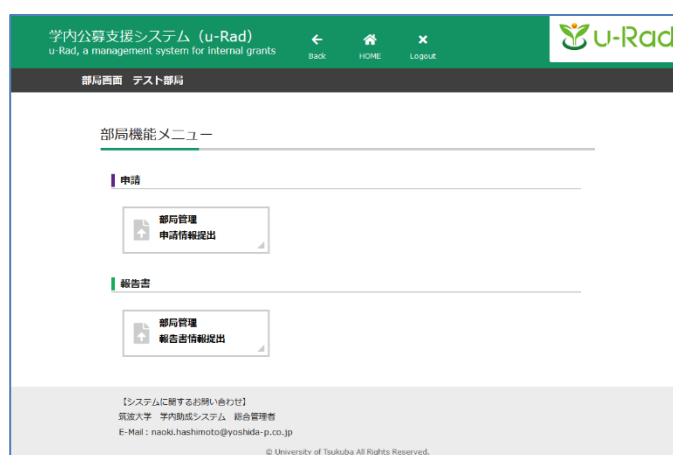 学内公募支援システム（u-Rad）
u-Rad, a management system for internal grants
Back
HOME
Logout
u-Rad
部局画面 テスト部局
部局機能メニュー
申請
部局管理
申請情報提出
報告書
部局管理
報告書情報提出
【システムに関するお問い合わせ】
筑波大学 学内助成システム 総合管理者
E-Mail : naoki.hashimoto@yoshida-p.co.jp
© University of Tsukuba All Rights Reserved.